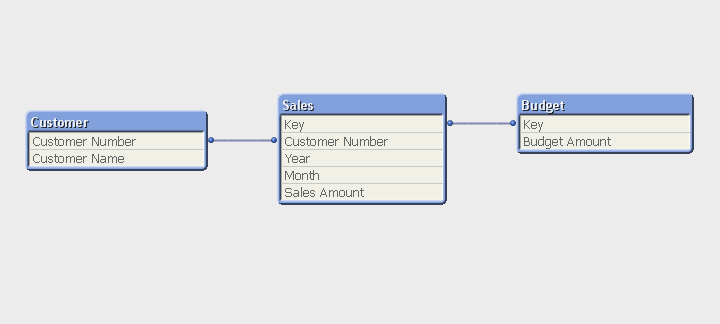 Customer
Customer Number
Customer Name
Sales
Key
Customer Number
Year
Month
Sales Amount
Budget
Key
Budget Amount